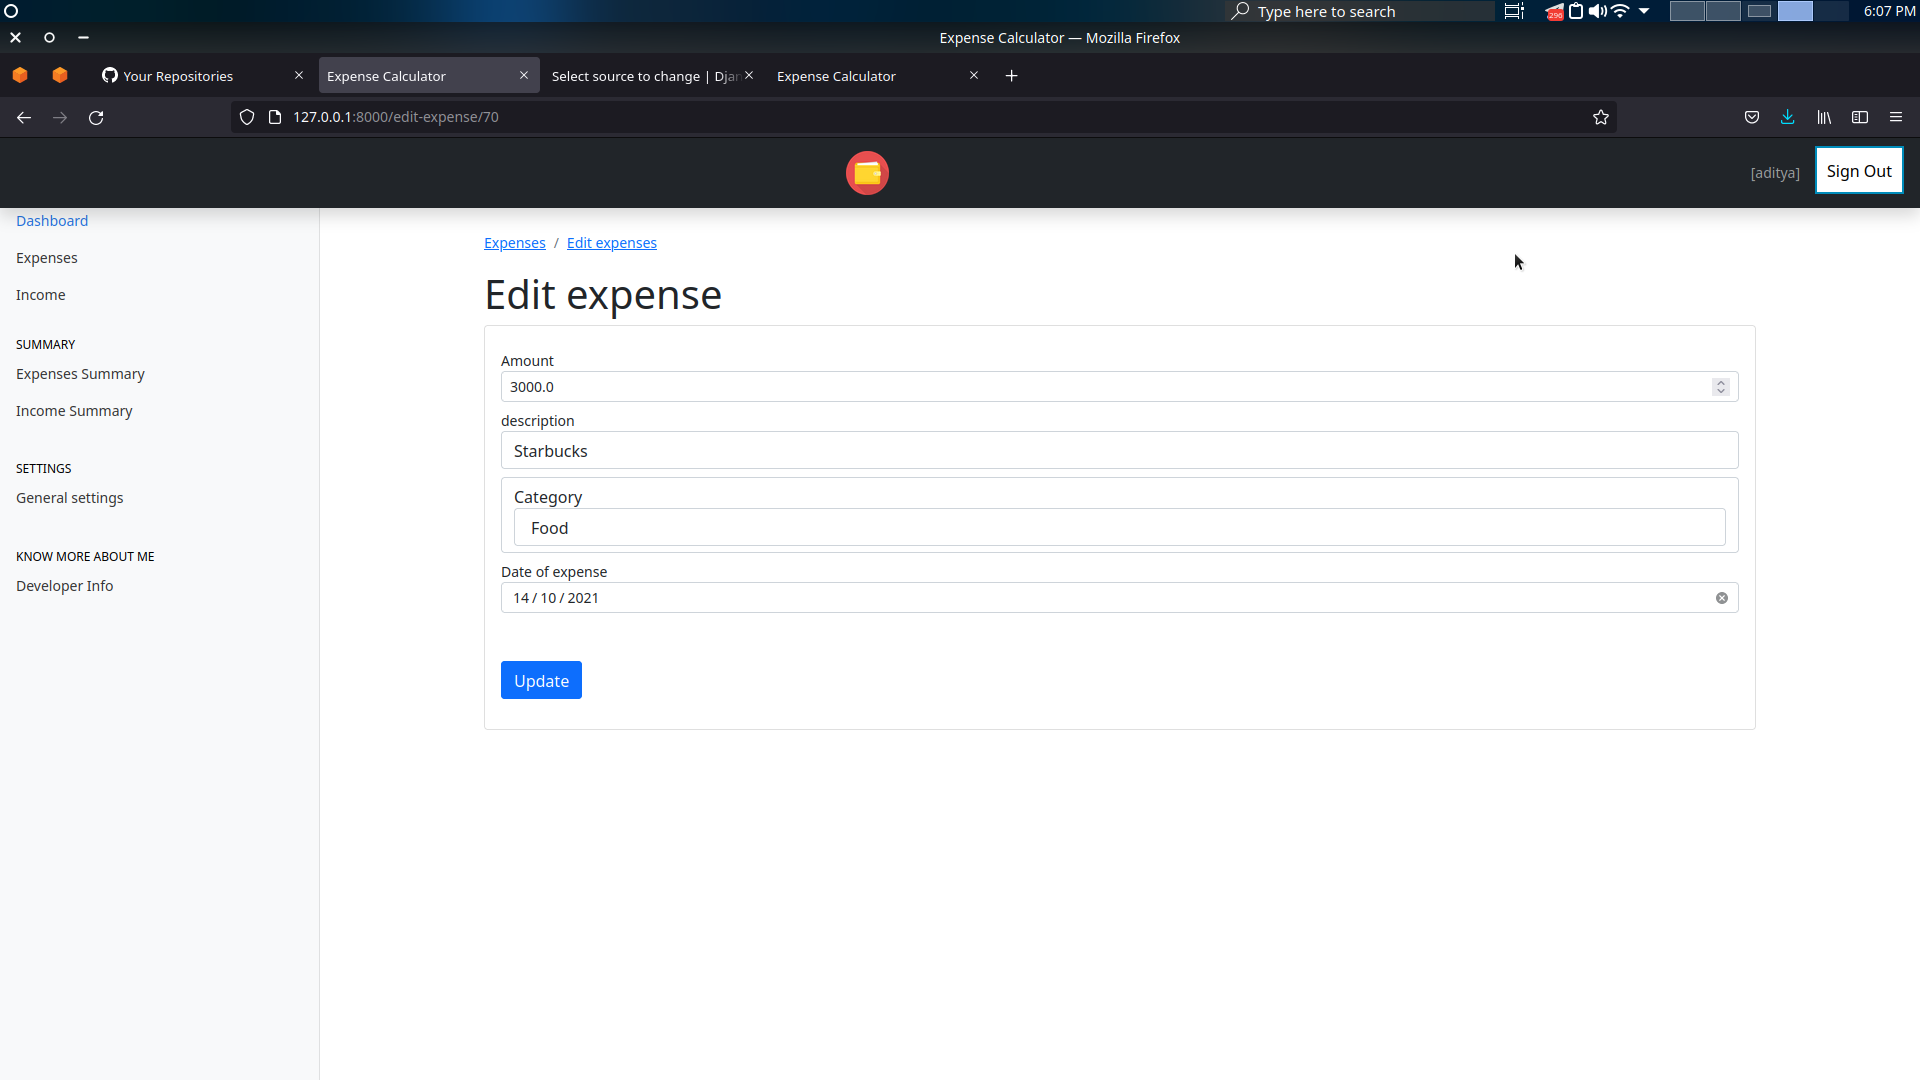 Type here to search
296
6:07 PM
Expense Calculator — Mozilla Firefox
Your Repositories
Expense Calculator
Select source to change | Djan
Expense Calculator
127.0.0.1:8000/edit-expense/70
[aditya]
Sign Out
Dashboard
Expenses
Income
SUMMARY
Expenses Summary
Income Summary
SETTINGS
General settings
KNOW MORE ABOUT ME
Developer Info
Expenses / Edit expenses
Edit expense
Amount
3000.0
description
Starbucks
Category
Food
Date of expense
14 / 10 / 2021
Update